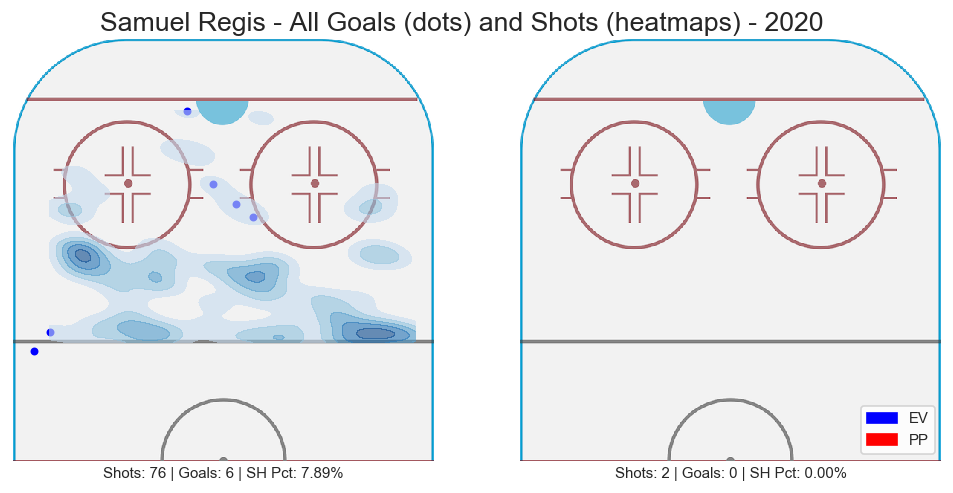 Samuel Regis - All Goals (dots) and Shots (heatmaps) - 2020
EV
PP
Shots: 76 | Goals: 6 | SH Pct: 7.89%
Shots: 2 | Goals: 0 | SH Pct: 0.00%